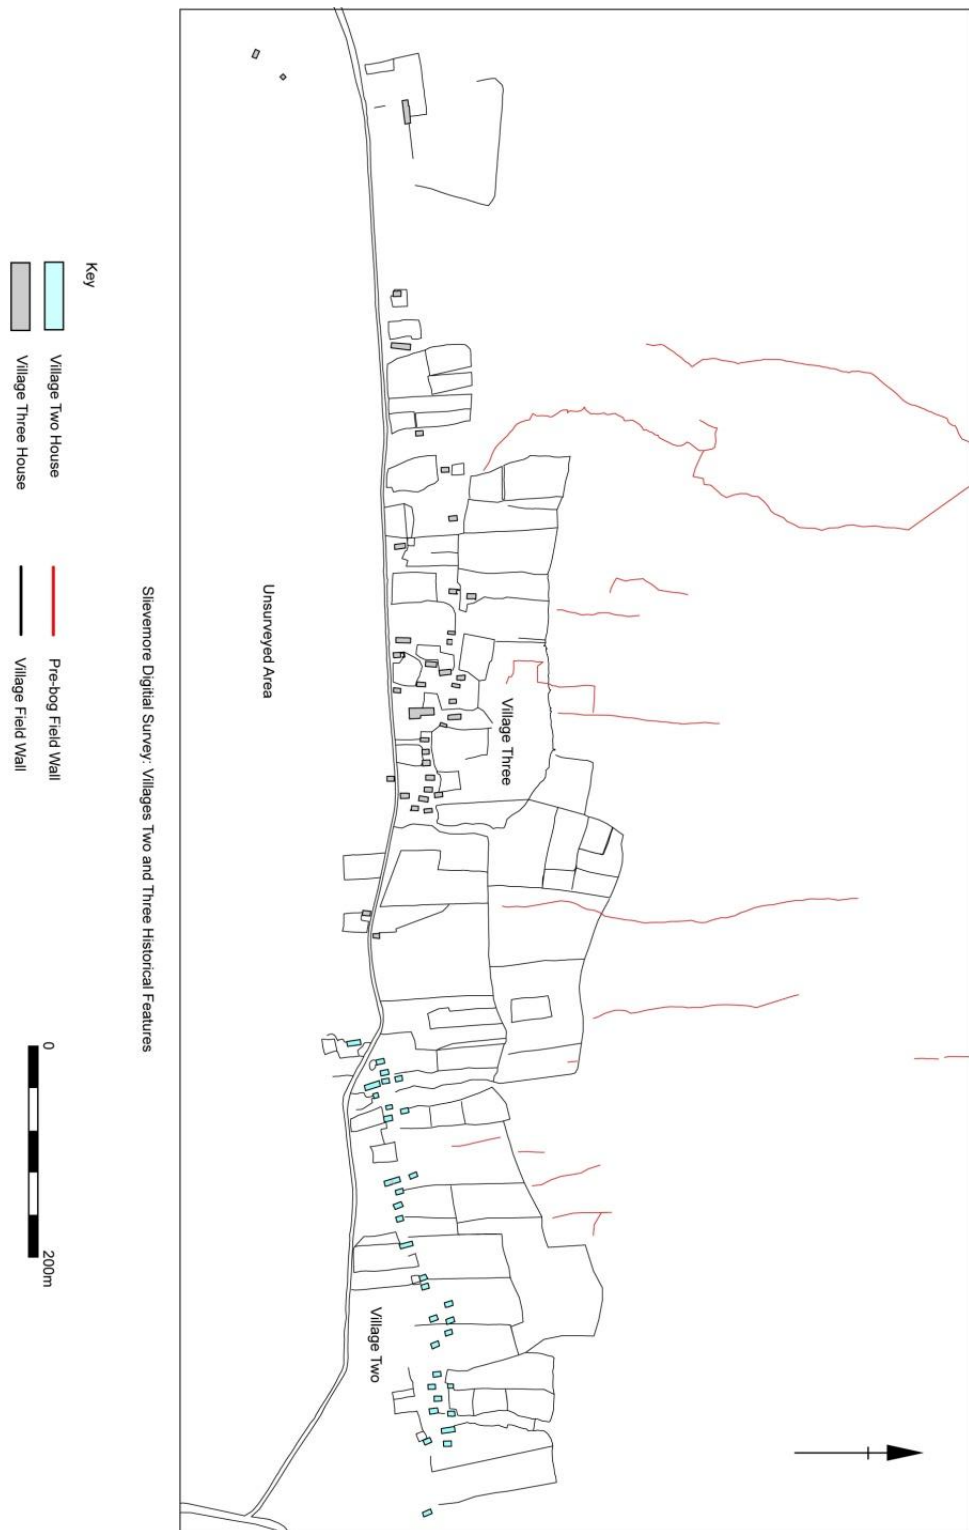 Village Three
Unsurveyed Area
Village Two
Slievemore Digitial Survey: Villages Two and Three Historical Features
Key
Village Two House
Pre-bog Field Wall
0
200m
Village Three House
Village Field Wall